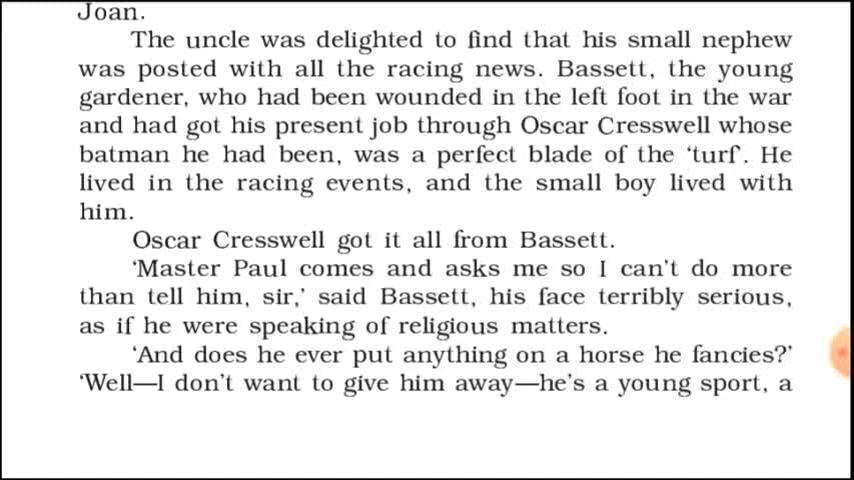 Joan.
The uncle was delighted to find that his small nephew
was posted with all the racing news. Bassett, the young
gardener, who had been wounded in the left foot in the war
and had got his present job through Oscar Cresswell whose
batman he had been, was a perfect blade of the ‘turf’. He
lived in the racing events, and the small boy lived with
him.
Oscar Cresswell got it all from Bassett.
‘Master Paul comes and asks me so I can’t do more
than tell him, sir,’ said Bassett, his face terribly serious,
as if he were speaking of religious matters.
‘And does he ever put anything on a horse he fancies?’
‘Well—I don’t want to give him away—he’s a young sport, a